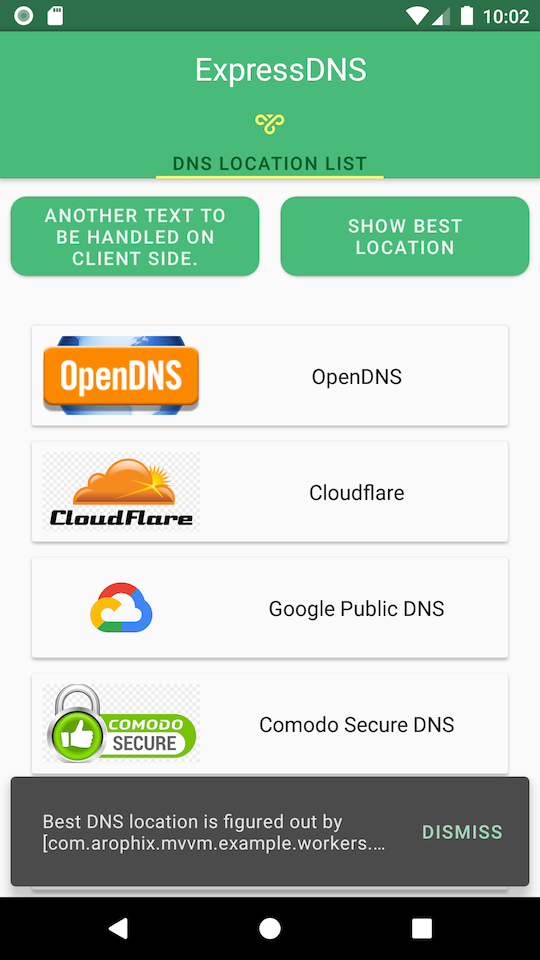 10:02
ExpressDNS
DNS LOCATION LIST
ANOTHER TEXT TO
BE HANDLED ON
CLIENT SIDE.
SHOW BEST
LOCATION
OpenDNS
OpenDNS
CloudFlare
Cloudflare
Google Public DNS
COMODO
SECURE
Comodo Secure DNS
Best DNS location is figured out by
[com.arophix.mvvm.example.workers.…
DISMISS